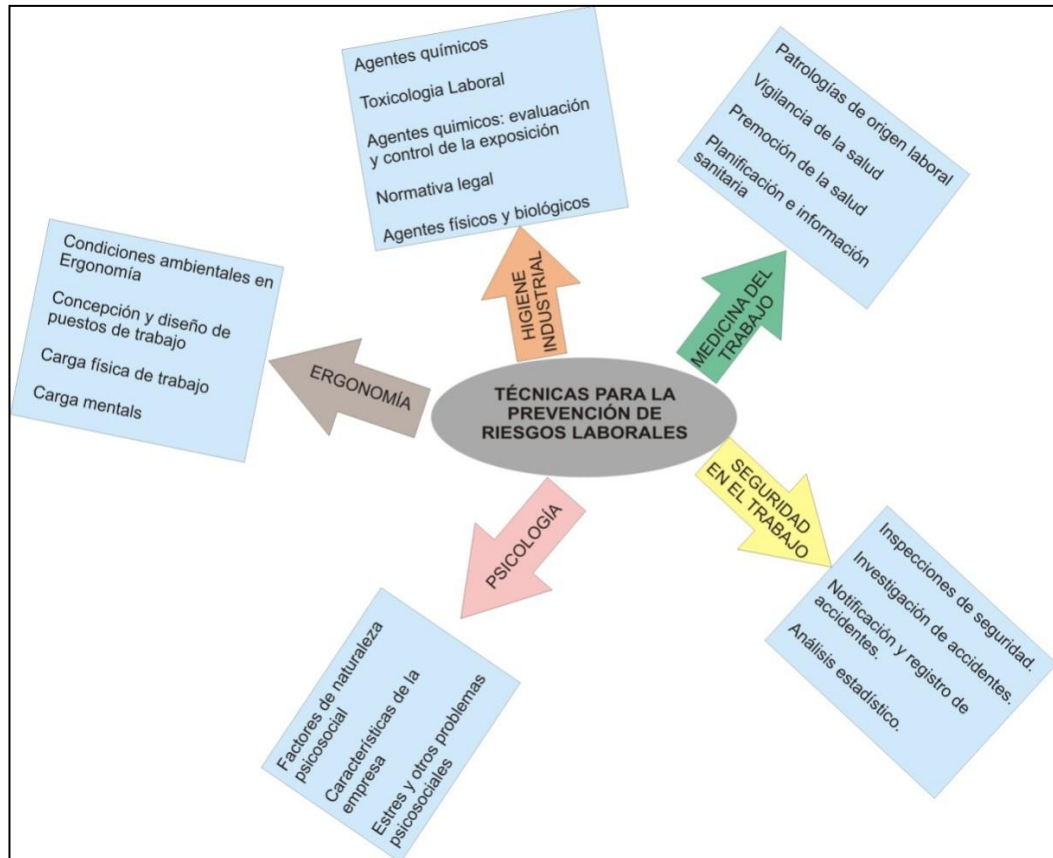 Agentes químicos
Toxicologia Laboral
Agentes quimicos: evaluación
y control de la exposición
Normativa legal
Agentes físicos y biológicos
HIGIENE
INDUSTRIAL
Patrologías de origen laboral
Vigilancia de la salud
Premoción de la salud
Planificación e información
sanitaria
MEDICINA DEL
TRABAJO
Condiciones ambientales en
Ergonomía
Concepción y diseño de
puestos de trabajo
Carga física de trabajo
Carga mentals
ERGONOMÍA
TÉCNICAS PARA LA
PREVENCIÓN DE
RIESGOS LABORALES
SEGURIDAD
EN EL TRABAJO
Inspecciones de seguridad.
Investigación de accidentes.
Notificación y registro de
accidentes.
Análisis estadístico.
PSICOLOGÍA
Factores de naturaleza
psicosocial
Características de la
empresa
Estres y otros problemas
psicosociales